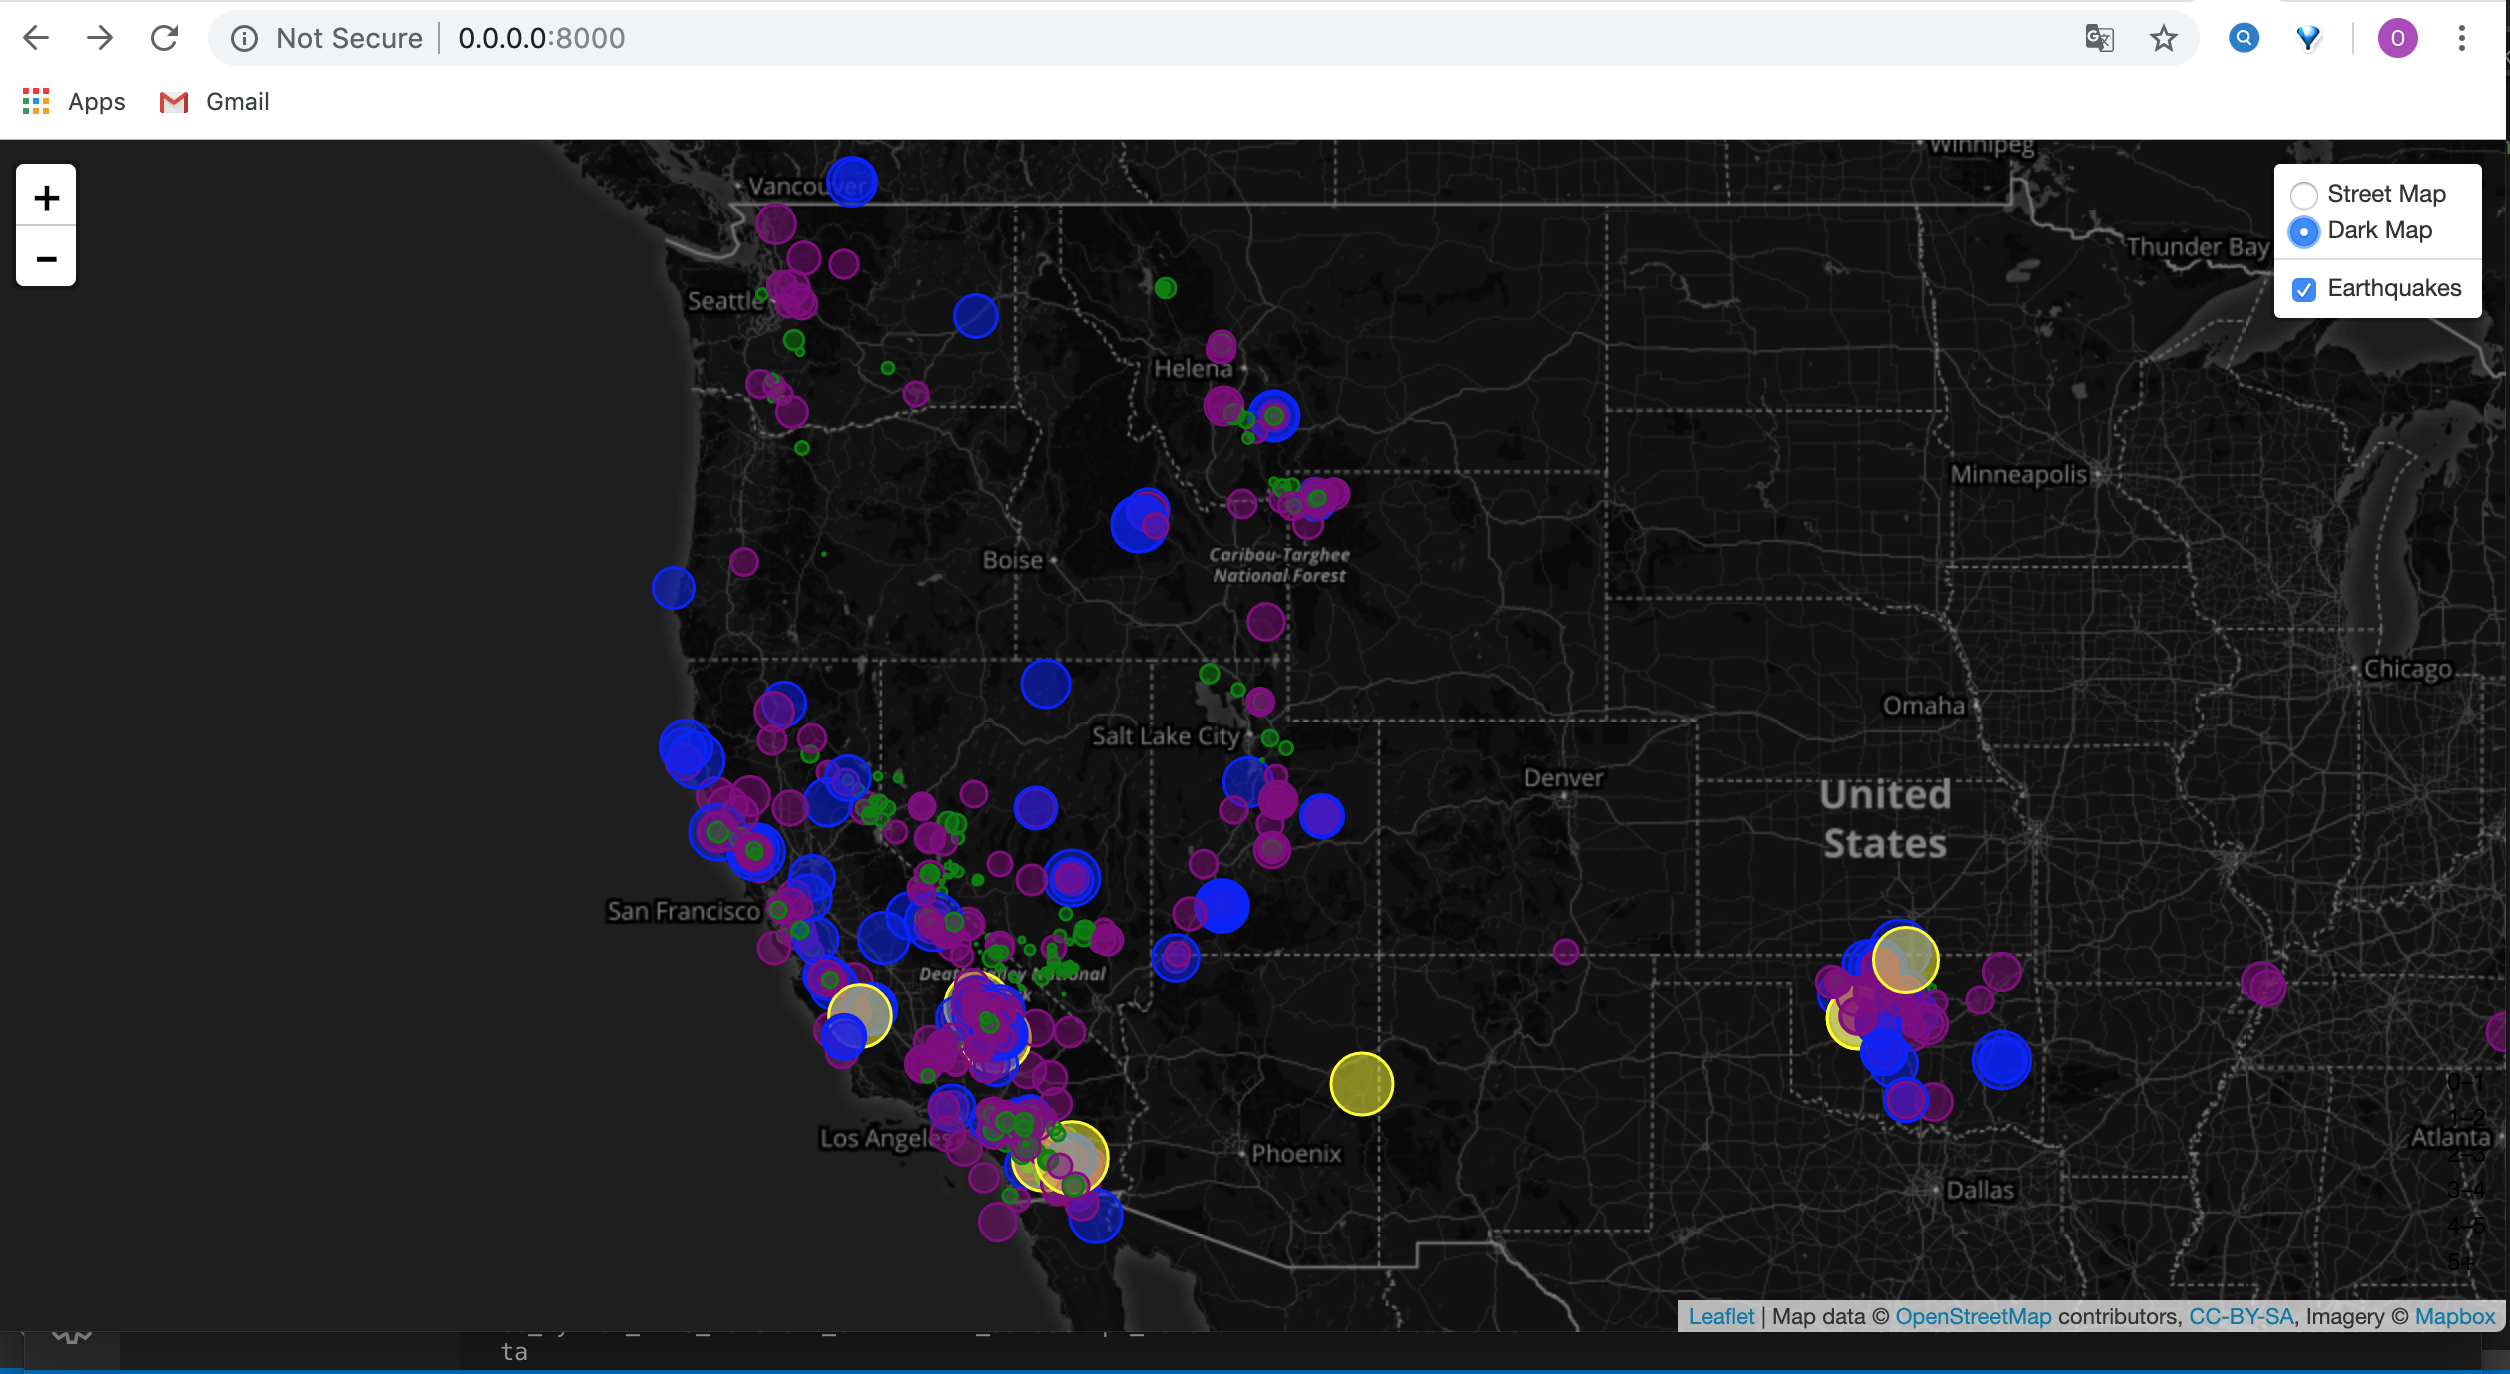 Not Secure | 0.0.0.0:8000
O
Apps
Gmail
+
−
Street Map
Dark Map
Earthquakes
Winnipeg
Vancouver
Thunder Bay
Seattle
Helena
Minneapolis
Boise
Caribou-Targhee
National Forest
Chicago
Omaha
Salt Lake City
Denver
United
States
San Francisco
Death Valley National
Los Angeles
Phoenix
Dallas
Atlanta
0–1
1–2
2–3
3–4
4–5
5+
Leaflet | Map data © OpenStreetMap contributors, CC-BY-SA, Imagery © Mapbox
ta